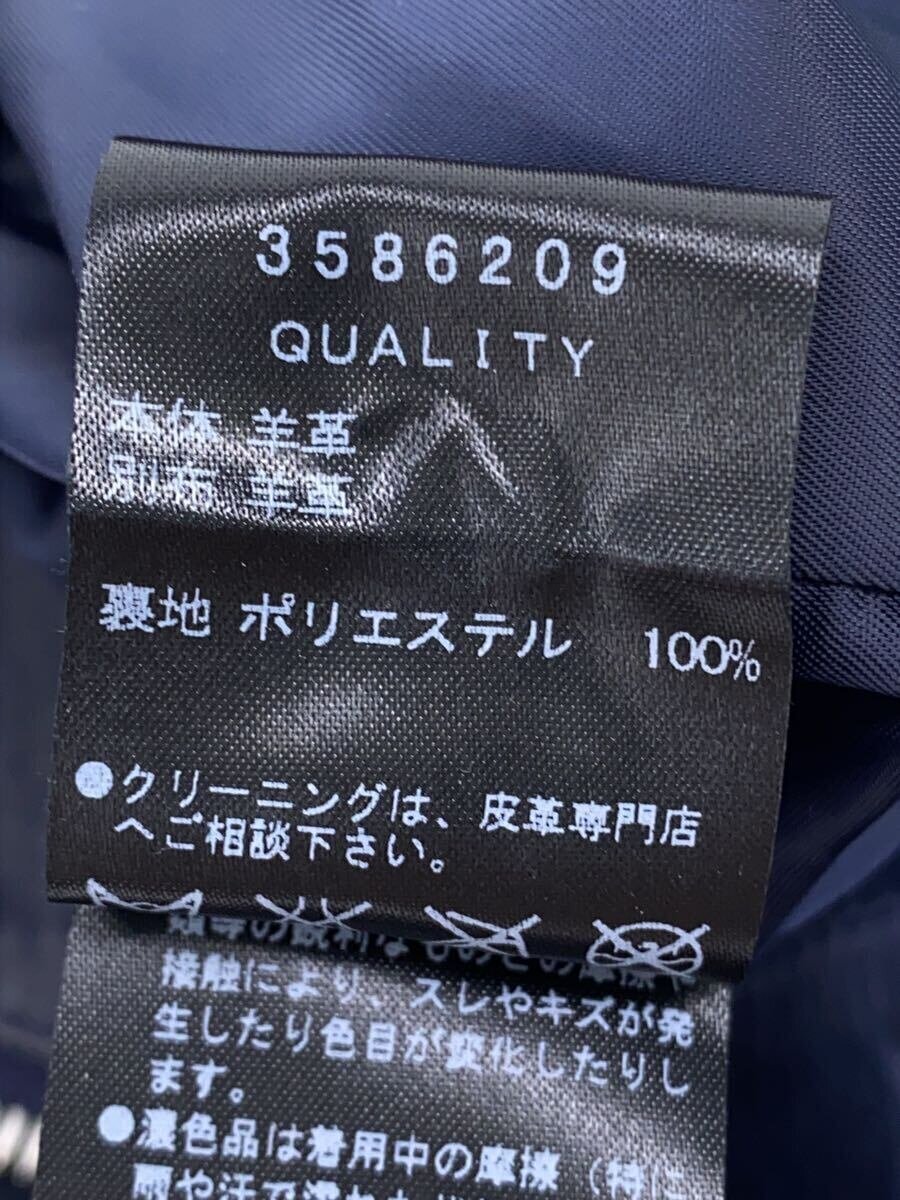 3586209
QUALITY
本体 羊革
別布 羊革
裏地 ポリエステル 100%
●クリーニングは、皮革専門店
へご相談下さい。
接触により、スレやキズが発
生したり色目が変化したりし
ます。
●濃色品は着用中の摩擦（特に